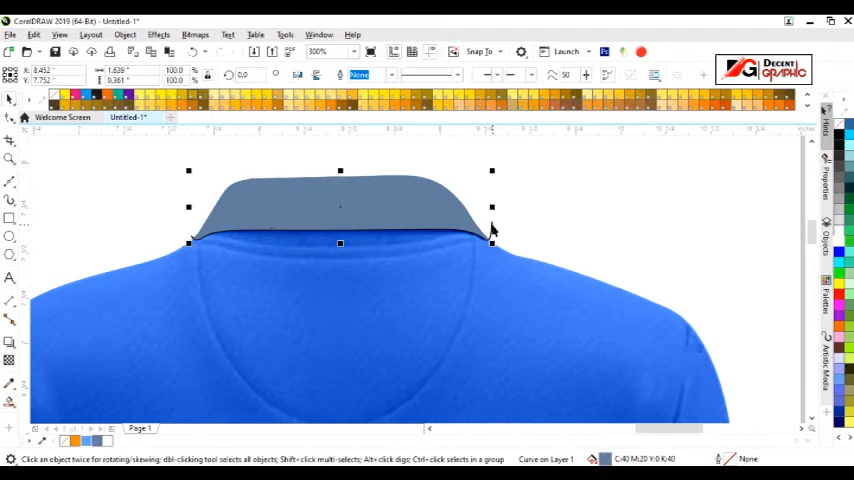 CorelDRAW 2019 (64-Bit) - Untitled-1*
File Edit View Layout Object Effects Bitmaps Text Table Tools Window Help
PDF 300% Snap To Launch
X: 8.452 " 1.639 " 100.0 % 0.0 None 50
Y: 7.752 " 0.361 " 100.0 %
DECENT
GRAPHIC
Welcome Screen Untitled-1*
Hints
Properties
Objects
Palettes
Artistic Media
Page 1
Click an object twice for rotating/skewing; dbl-clicking tool selects all objects; Shift+click multi-selects; Alt+click digs; Ctrl+click selects in a group Curve on Layer 1 C:40 M:20 Y:0 K:40 None